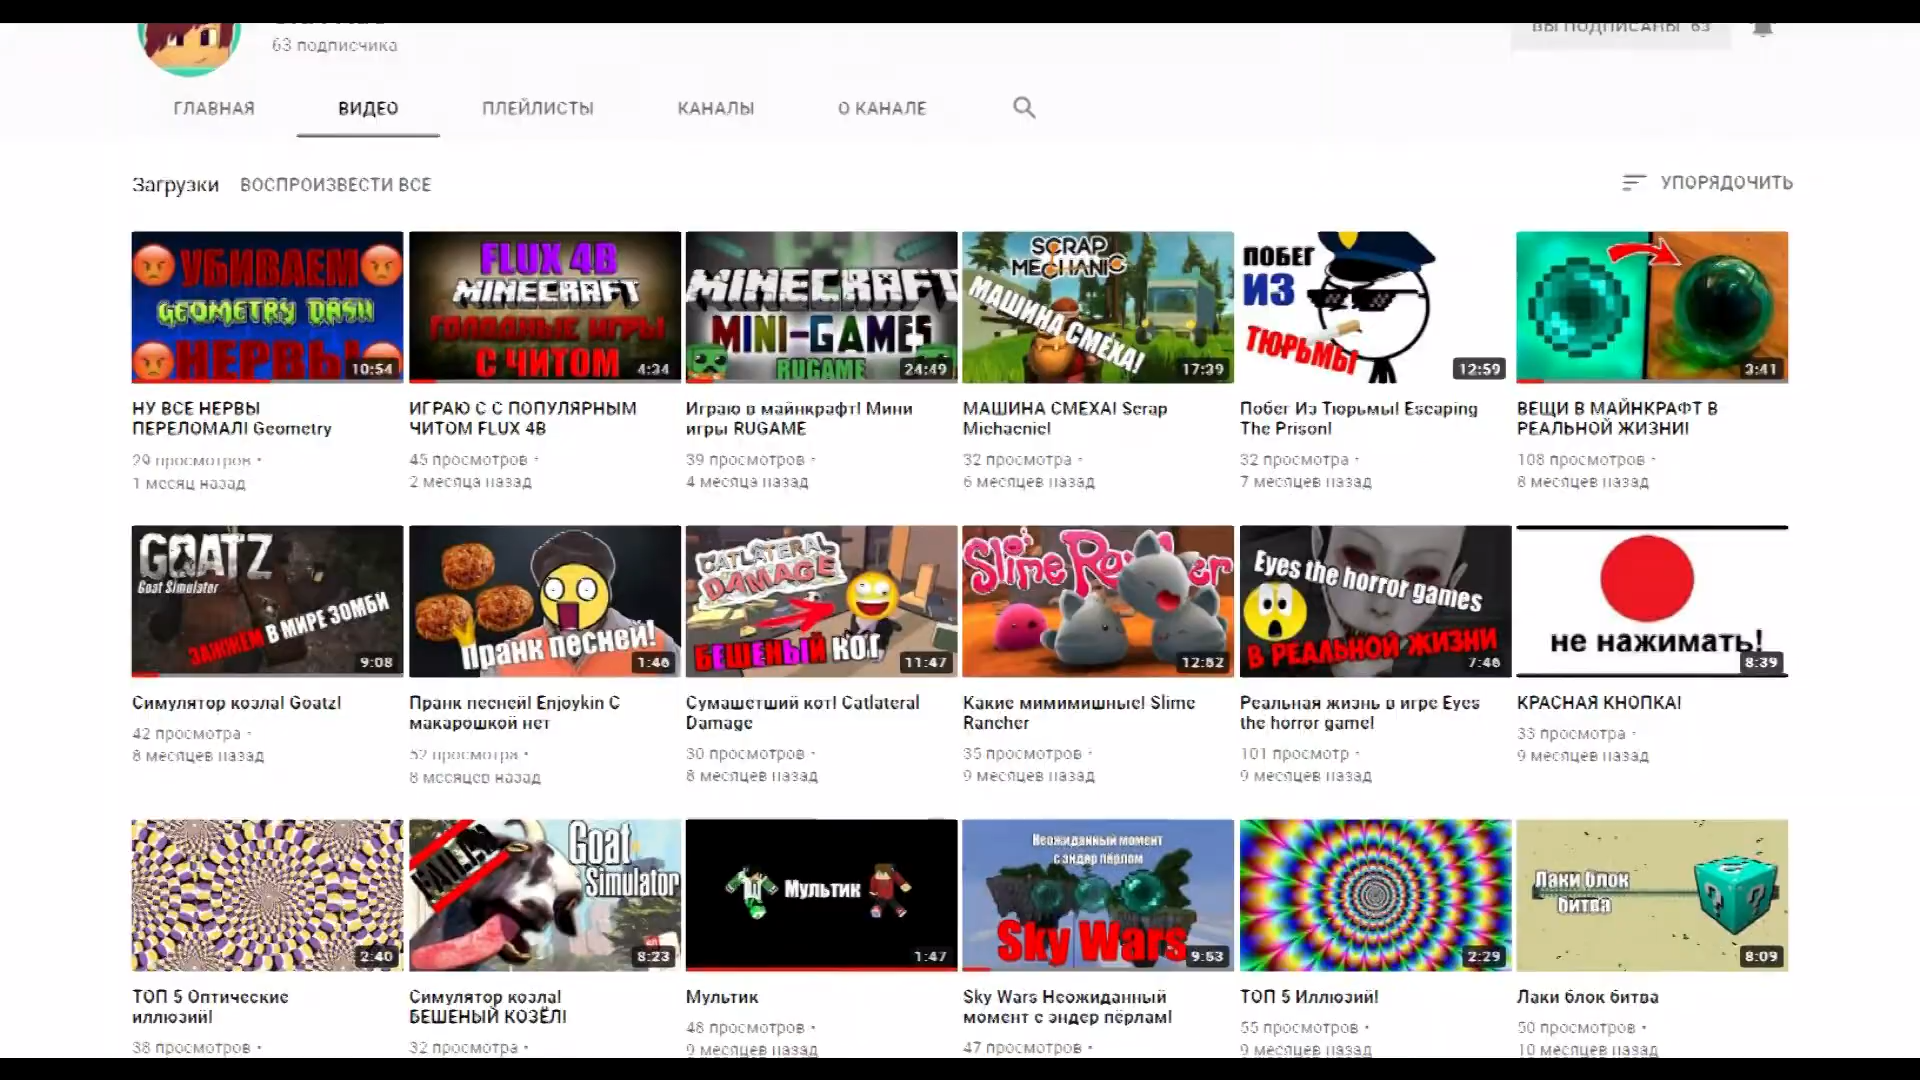 63 подписчика
ВЫ ПОДПИСАНЫ 63
ГЛАВНАЯ
ВИДЕО
ПЛЕЙЛИСТЫ
КАНАЛЫ
О КАНАЛЕ
Загрузки
ВОСПРОИЗВЕСТИ ВСЕ
УПОРЯДОЧИТЬ
УБИВАЕМ
GEOMETRY DASH
НЕРВЫ
10:54
НУ ВСЕ НЕРВЫ
ПЕРЕЛОМАЛ! Geometry
29 просмотров •
1 месяц назад
FLUX 4B
MINECRAFT
ГОЛОДНЫЕ ИГРЫ
С ЧИТОМ
4:34
ИГРАЮ С С ПОПУЛЯРНЫМ
ЧИТОМ FLUX 4B
45 просмотров •
2 месяца назад
MINECRAFT
MINI-GAMES
RUGAME
24:49
Играю в майнкрафт! Мини
игры RUGAME
39 просмотров •
4 месяца назад
SCRAP
MECHANIC
МАШИНА СМЕХА!
17:39
МАШИНА СМЕХА! Scrap
Michacnic!
32 просмотра •
6 месяцев назад
ПОБЕГ
ИЗ
ТЮРЬМЫ
12:59
Побег Из Тюрьмы! Escaping
The Prison!
32 просмотра •
7 месяцев назад
3:41
ВЕЩИ В МАЙНКРАФТ В
РЕАЛЬНОЙ ЖИЗНИ!
108 просмотров •
8 месяцев назад
GOATZ
Goat Simulator
ЗАЖЖЕМ В МИРЕ ЗОМБИ
9:08
Симулятор козла! Goatz!
42 просмотра •
8 месяцев назад
Пранк песней!
1:46
Пранк песней! Enjoykin С
макарошкой нет
52 просмотра •
8 месяцев назад
CATLATERAL
DAMAGE
БЕШЕНЫЙ КОТ
11:47
Сумашетший кот! Catlateral
Damage
30 просмотров •
8 месяцев назад
Slime Rancher
12:52
Какие мимимишные! Slime
Rancher
35 просмотров •
9 месяцев назад
Eyes the horror games
В РЕАЛЬНОЙ ЖИЗНИ
7:46
Реальная жизнь в игре Eyes
the horror game!
101 просмотр •
9 месяцев назад
не нажимать!
8:39
КРАСНАЯ КНОПКА!
33 просмотра •
9 месяцев назад
2:40
ТОП 5 Оптические
иллюзий!
38 просмотров •
Goat
Simulator
8:23
Симулятор козла!
БЕШЕНЫЙ КОЗЁЛ!
32 просмотра •
Мультик
1:47
Мультик
48 просмотров •
9 месяцев назад
Неожиданный момент
с эндер пёрлом
Sky Wars
9:53
Sky Wars Неожиданный
момент с эндер пёрлам!
47 просмотров •
2:29
ТОП 5 Иллюзий!
55 просмотров •
9 месяцев назад
Лаки блок
битва
8:09
Лаки блок битва
50 просмотров •
10 месяцев назад